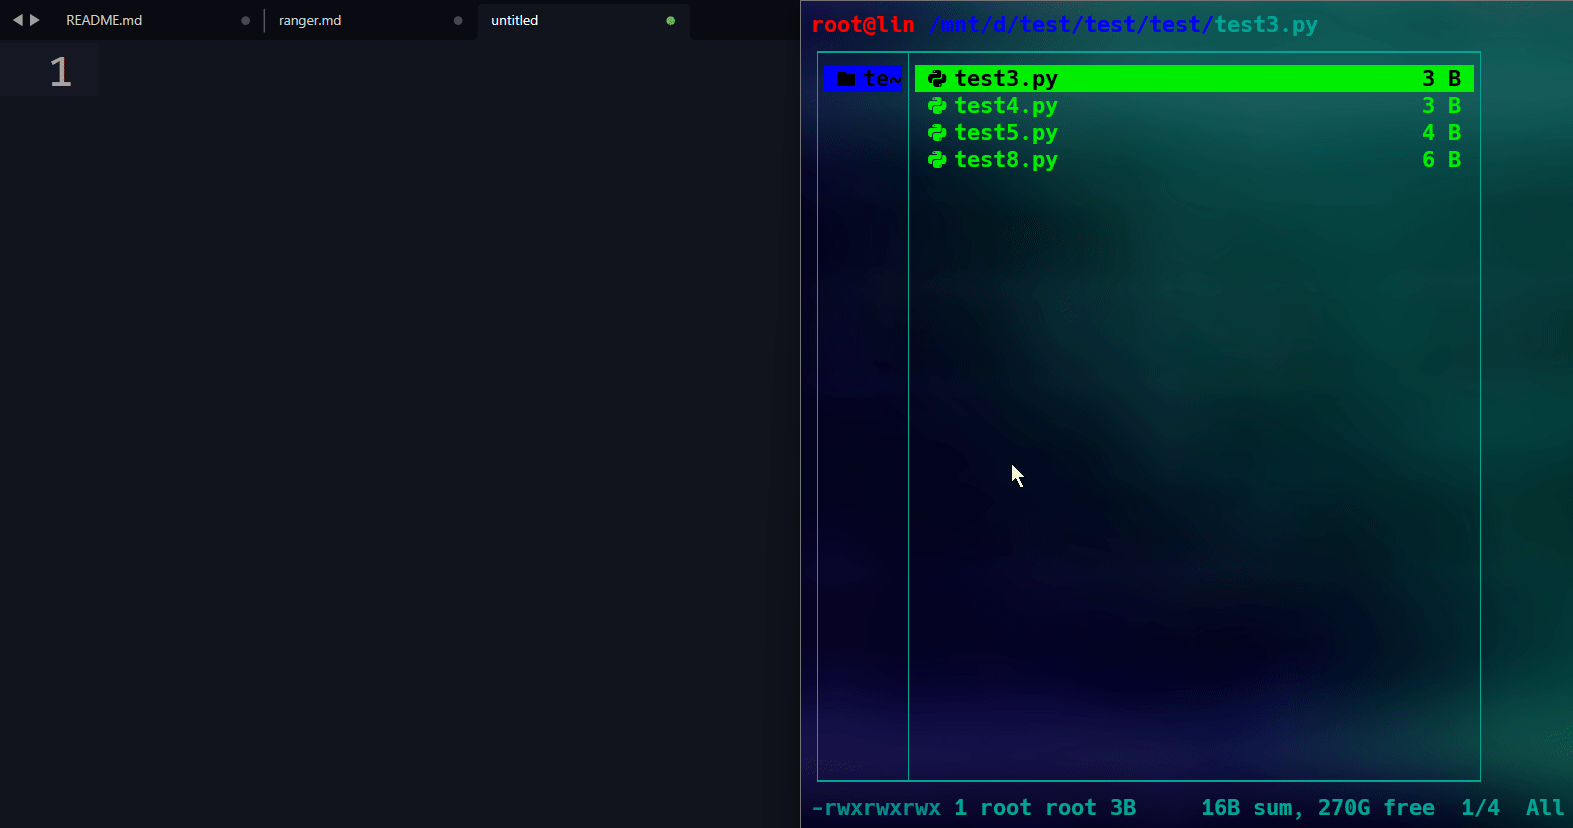 README.md
ranger.md
untitled
1
root@lin /mnt/d/test/test/test/test3.py
te~
test3.py 3 B
test4.py 3 B
test5.py 4 B
test8.py 6 B
-rwxrwxrwx 1 root root 3B 16B sum, 270G free 1/4 All